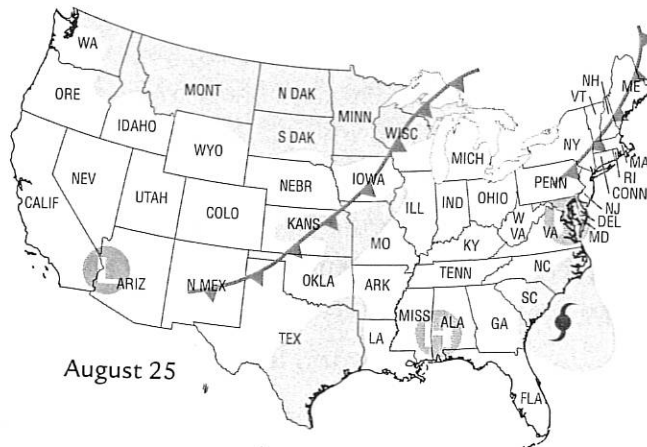 WA
MONT
N DAK
MINN
ORE
IDAHO
S DAK
WISC
WYO
MICH
NH
VT
ME
NY
MA
RI
CONN
NEV
NEBR
IOWA
PENN
NJ
CALIF
UTAH
COLO
ILL
IND
OHIO
DEL
MD
KANS
MO
W
VA
VA
KY
L
ARIZ
N MEX
OKLA
ARK
TENN
NC
SC
MISS
H
ALA
GA
TEX
LA
August 25
FLA